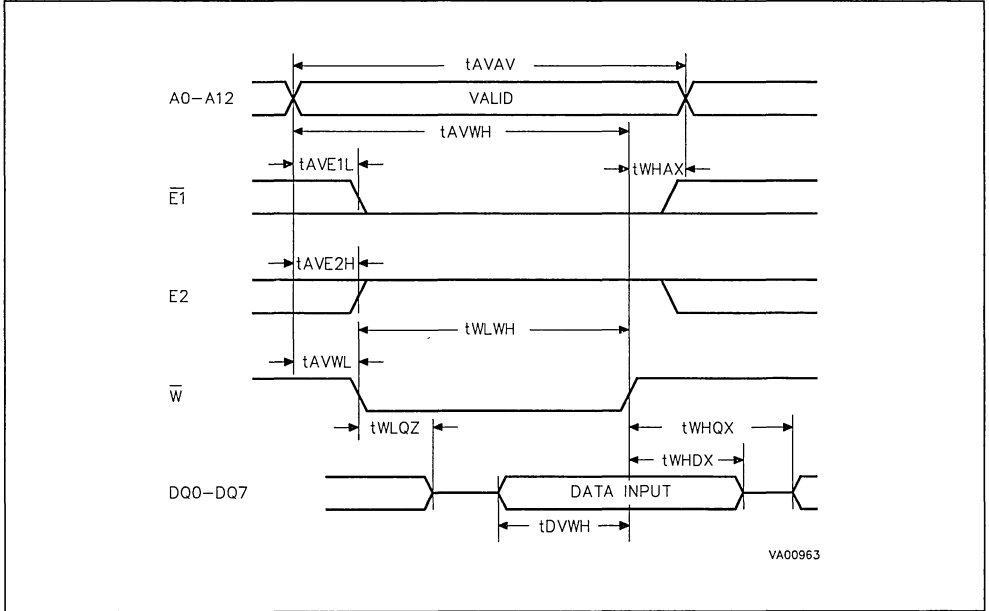 tAVAV
A0-A12
VALID
tAVWH
tAVE1L
tWHAX
E1
tAVE2H
E2
tWLWH
tAVWL
W
tWLQZ
tWHQX
tWHDX
DQ0-DQ7
DATA INPUT
tDVWH
VA00963